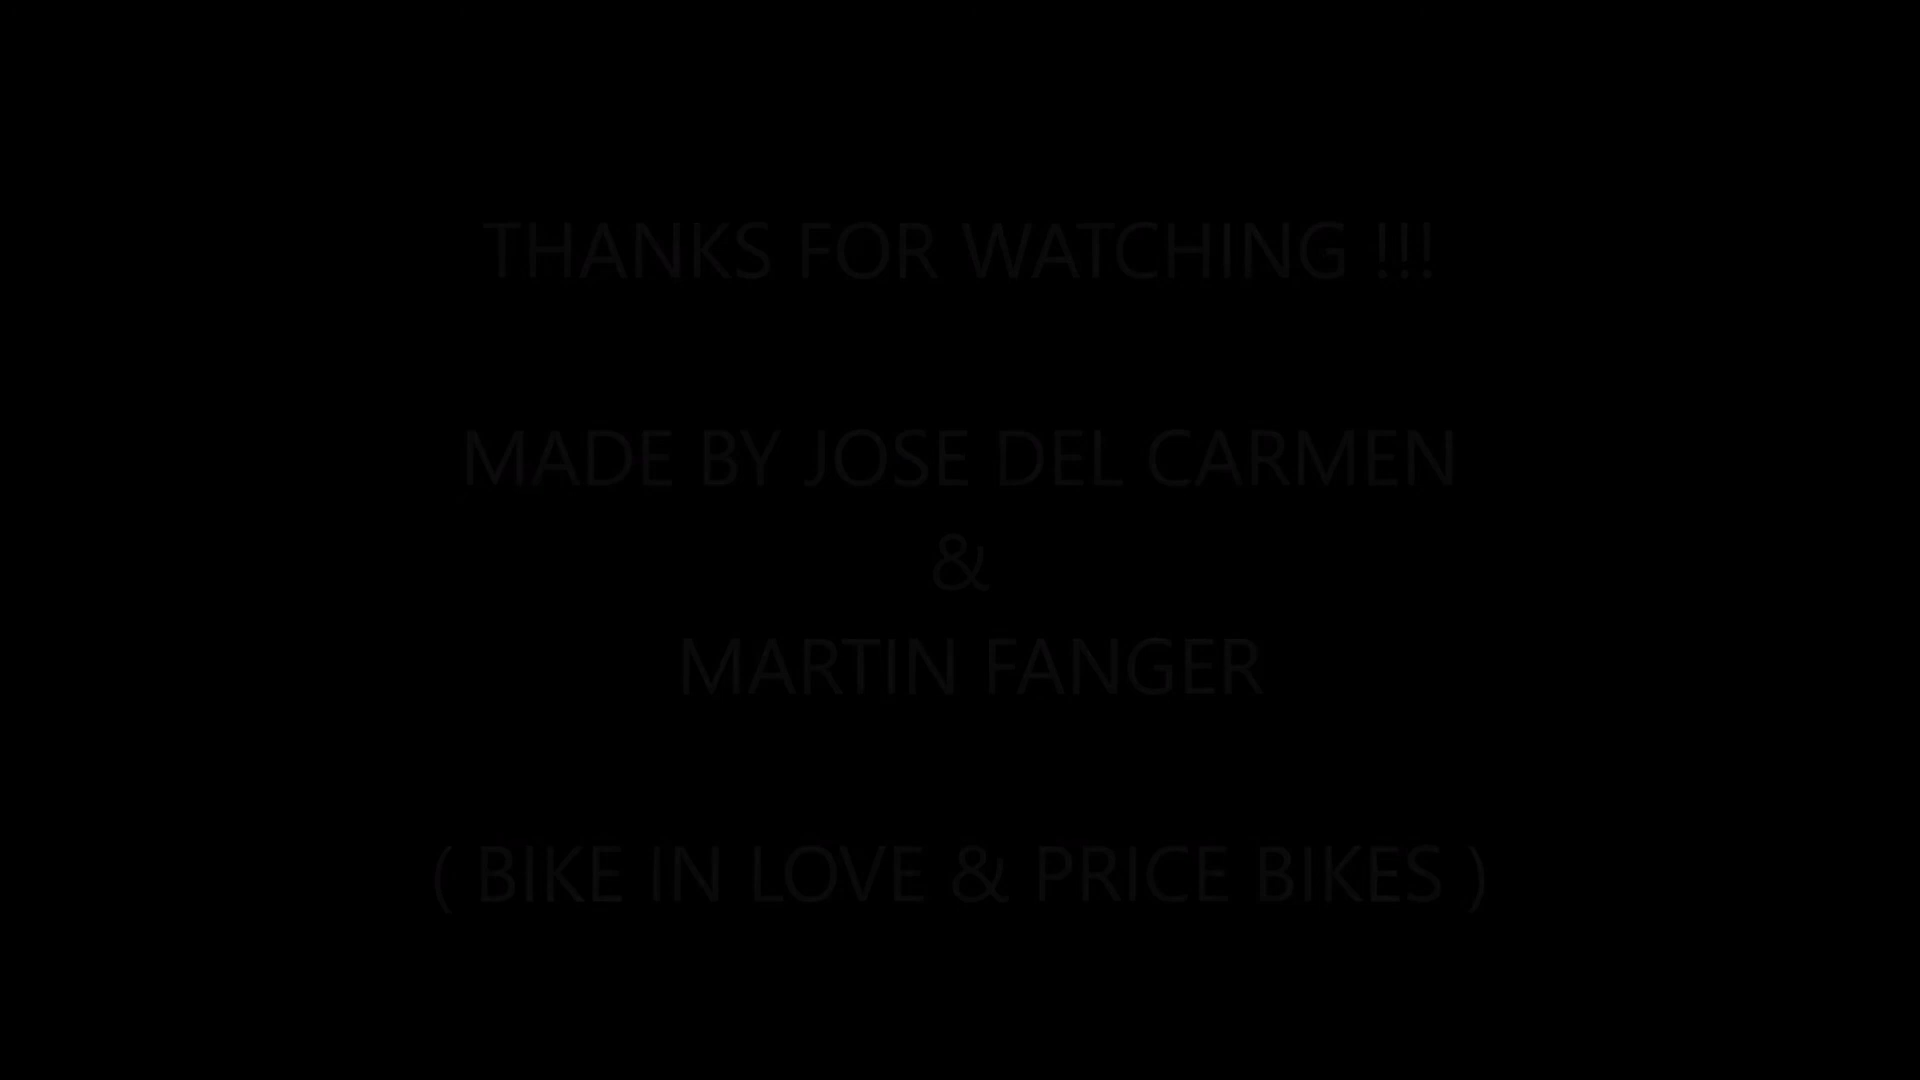 THANKS FOR WATCHING !!!
MADE BY JOSE DEL CARMEN
&
MARTIN FANGER
( BIKE IN LOVE & PRICE BIKES )